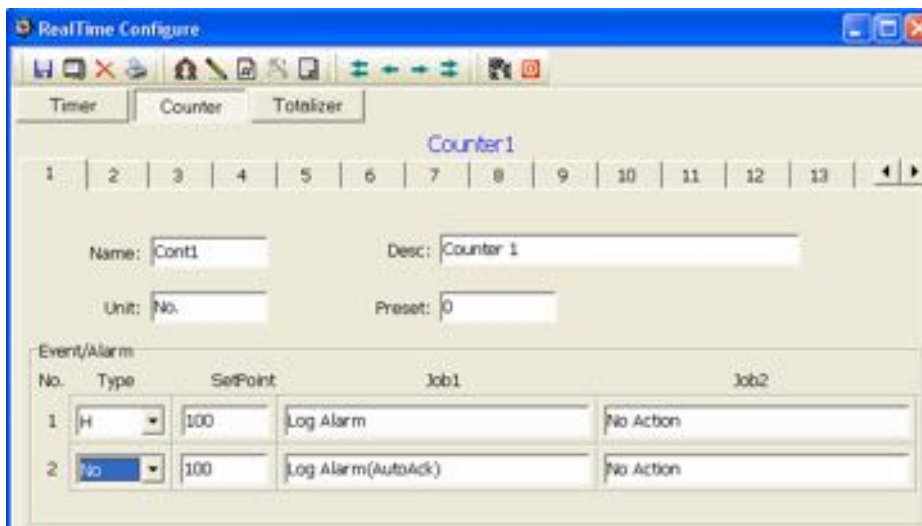 RealTime Configure
Timer Counter Totalizer
Counter1
1 2 3 4 5 6 7 8 9 10 11 12 13
Name: Cont1 Desc: Counter 1
Unit: No. Preset: 0
Event/Alarm
No. Type SetPoint Job1 Job2
1 H 100 Log Alarm No Action
2 No 100 Log Alarm(AutoAck) No Action